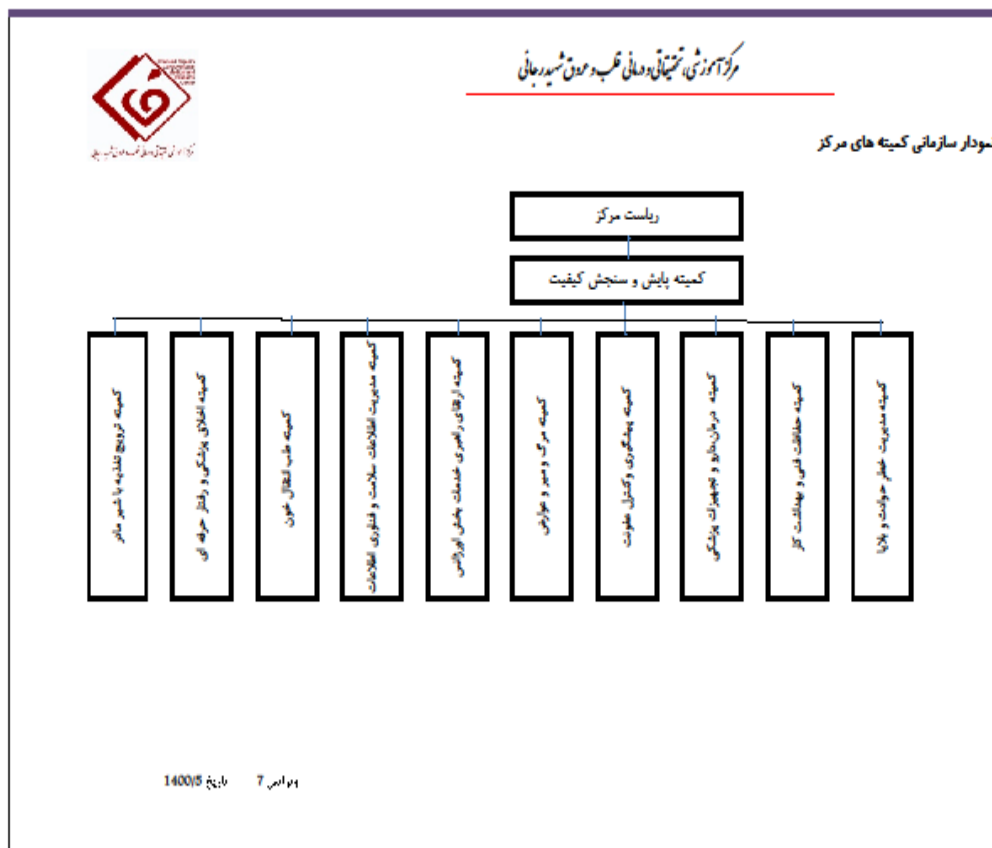 مرکز آموزشی، تحقیقاتی و درمانی قلب و عروق شهید رجائی
نمودار سازمانی کمیته های مرکز
ریاست مرکز
کمیته پایش و سنجش کیفیت
کمیته مدیریت خطر حوادث و بلایا
کمیته حفاظت فنی و بهداشت کار
کمیته درمان،دارو و تجهیزات پزشکی
کمیته پیشگیری وکنترل عفونت
کمیته مرگ ومیر و عوارض
کمیته ارتقای راهبری خدمات بخش اورژانس
کمیته مدیریت اطلاعات سلامت و فناوری اطلاعات
کمیته طب انتقال خون
کمیته اخلاق پزشکی و رفتار حرفه ای
کمیته ترویج تغذیه با شیر مادر
ویرایش 7 تاریخ 1400/5